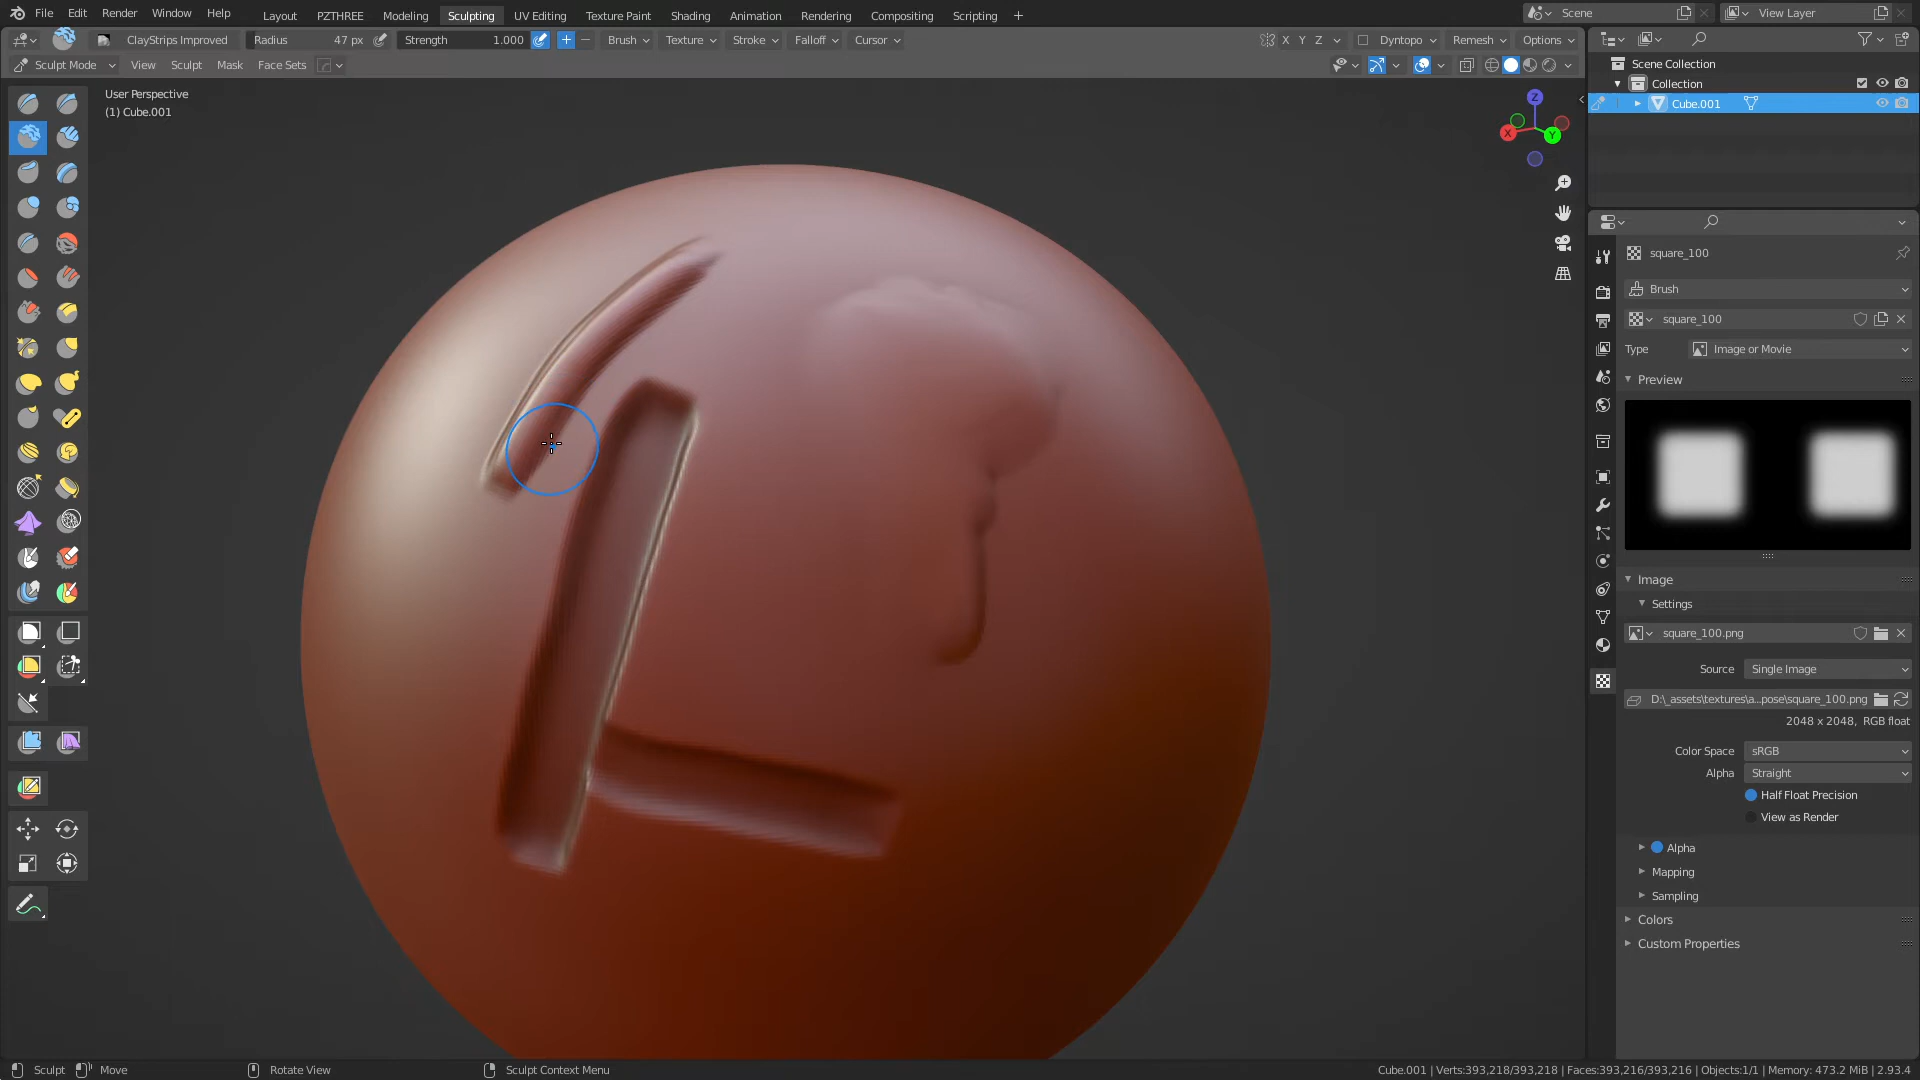 File Edit Render Window Help Layout PZTHREE Modeling Sculpting UV Editing Texture Paint Shading Animation Rendering Compositing Scripting + Scene View Layer
ClayStrips Improved Radius 47 px Strength 1.000 + − Brush Texture Stroke Falloff Cursor X Y Z Dyntopo Remesh Options
Sculpt Mode View Sculpt Mask Face Sets
User Perspective
(1) Cube.001
Z
X Y
Scene Collection
Collection
Cube.001
square_100
Brush
square_100
Type Image or Movie
Preview
Image
Settings
square_100.png
Source Single Image
D:\_assets\textures\a...pose\square_100.png
2048 x 2048, RGB float
Color Space sRGB
Alpha Straight
Half Float Precision
View as Render
Alpha
Mapping
Sampling
Colors
Custom Properties
Sculpt Move Rotate View Sculpt Context Menu Cube.001 | Verts:393,218/393,218 | Faces:393,216/393,216 | Objects:1/1 | Memory: 473.2 MiB | 2.93.4